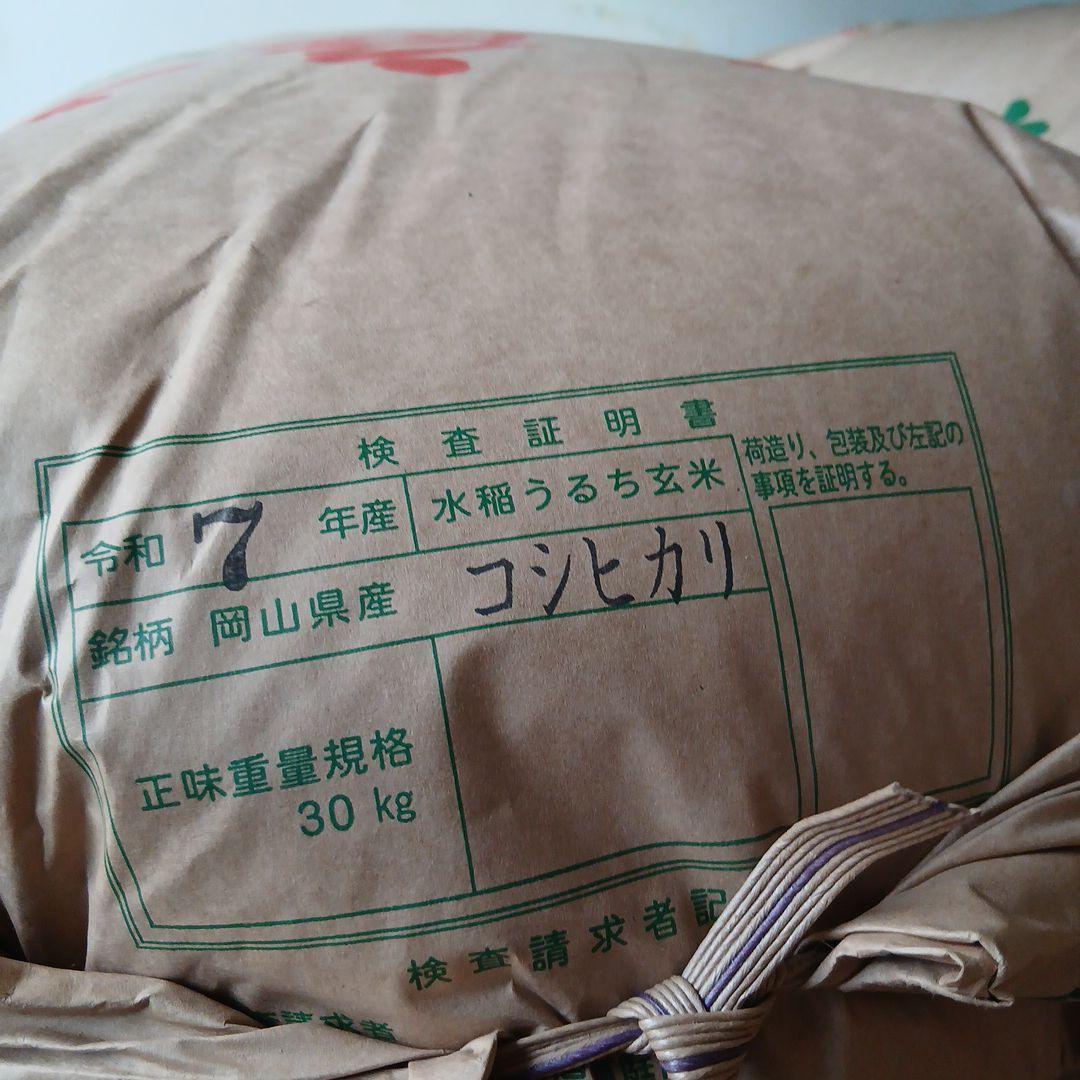 検査証明書
令和 7 年産 水稲うるち玄米
荷造り、包装及び左記の
事項を証明する。
銘柄 岡山県産 コシヒカリ
正味重量規格
30 kg
検査請求者記